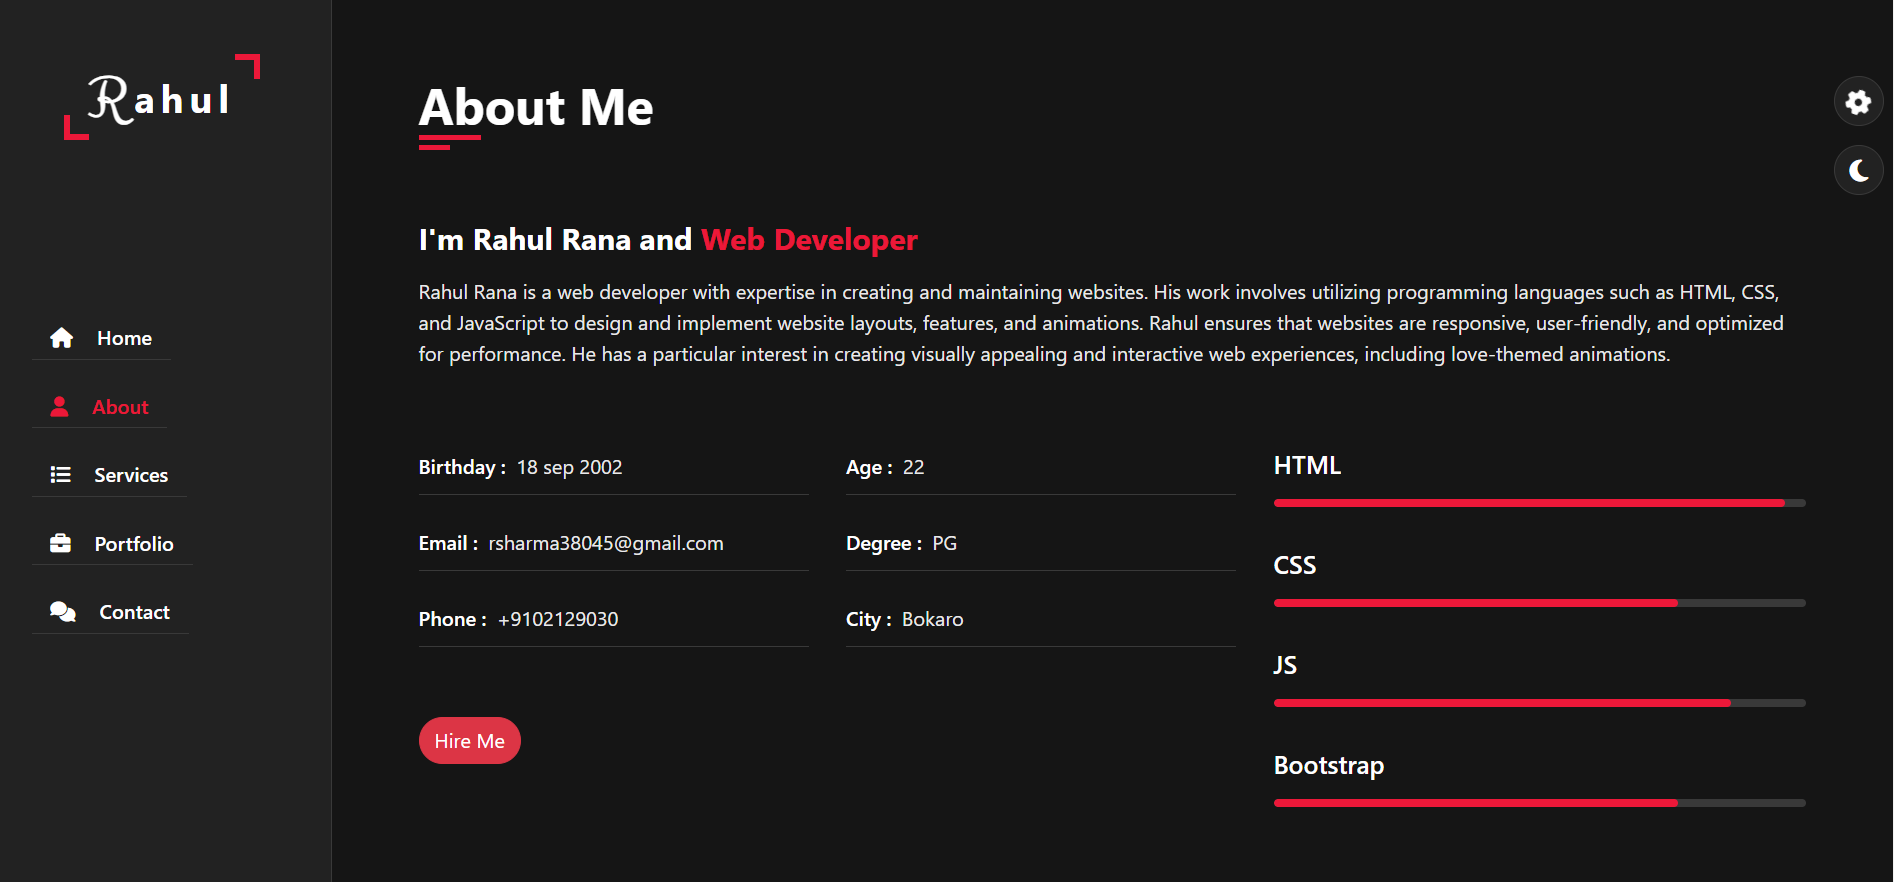 Rahul
Home
About
Services
Portfolio
Contact
About Me
I'm Rahul Rana and Web Developer
Rahul Rana is a web developer with expertise in creating and maintaining websites. His work involves utilizing programming languages such as HTML, CSS,
and JavaScript to design and implement website layouts, features, and animations. Rahul ensures that websites are responsive, user-friendly, and optimized
for performance. He has a particular interest in creating visually appealing and interactive web experiences, including love-themed animations.
Birthday : 18 sep 2002
Age : 22
Email : rsharma38045@gmail.com
Degree : PG
Phone : +9102129030
City : Bokaro
Hire Me
HTML
CSS
JS
Bootstrap